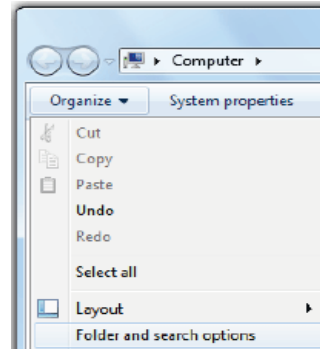 Computer
Organize System properties
Cut
Copy
Paste
Undo
Redo
Select all
Layout
Folder and search options